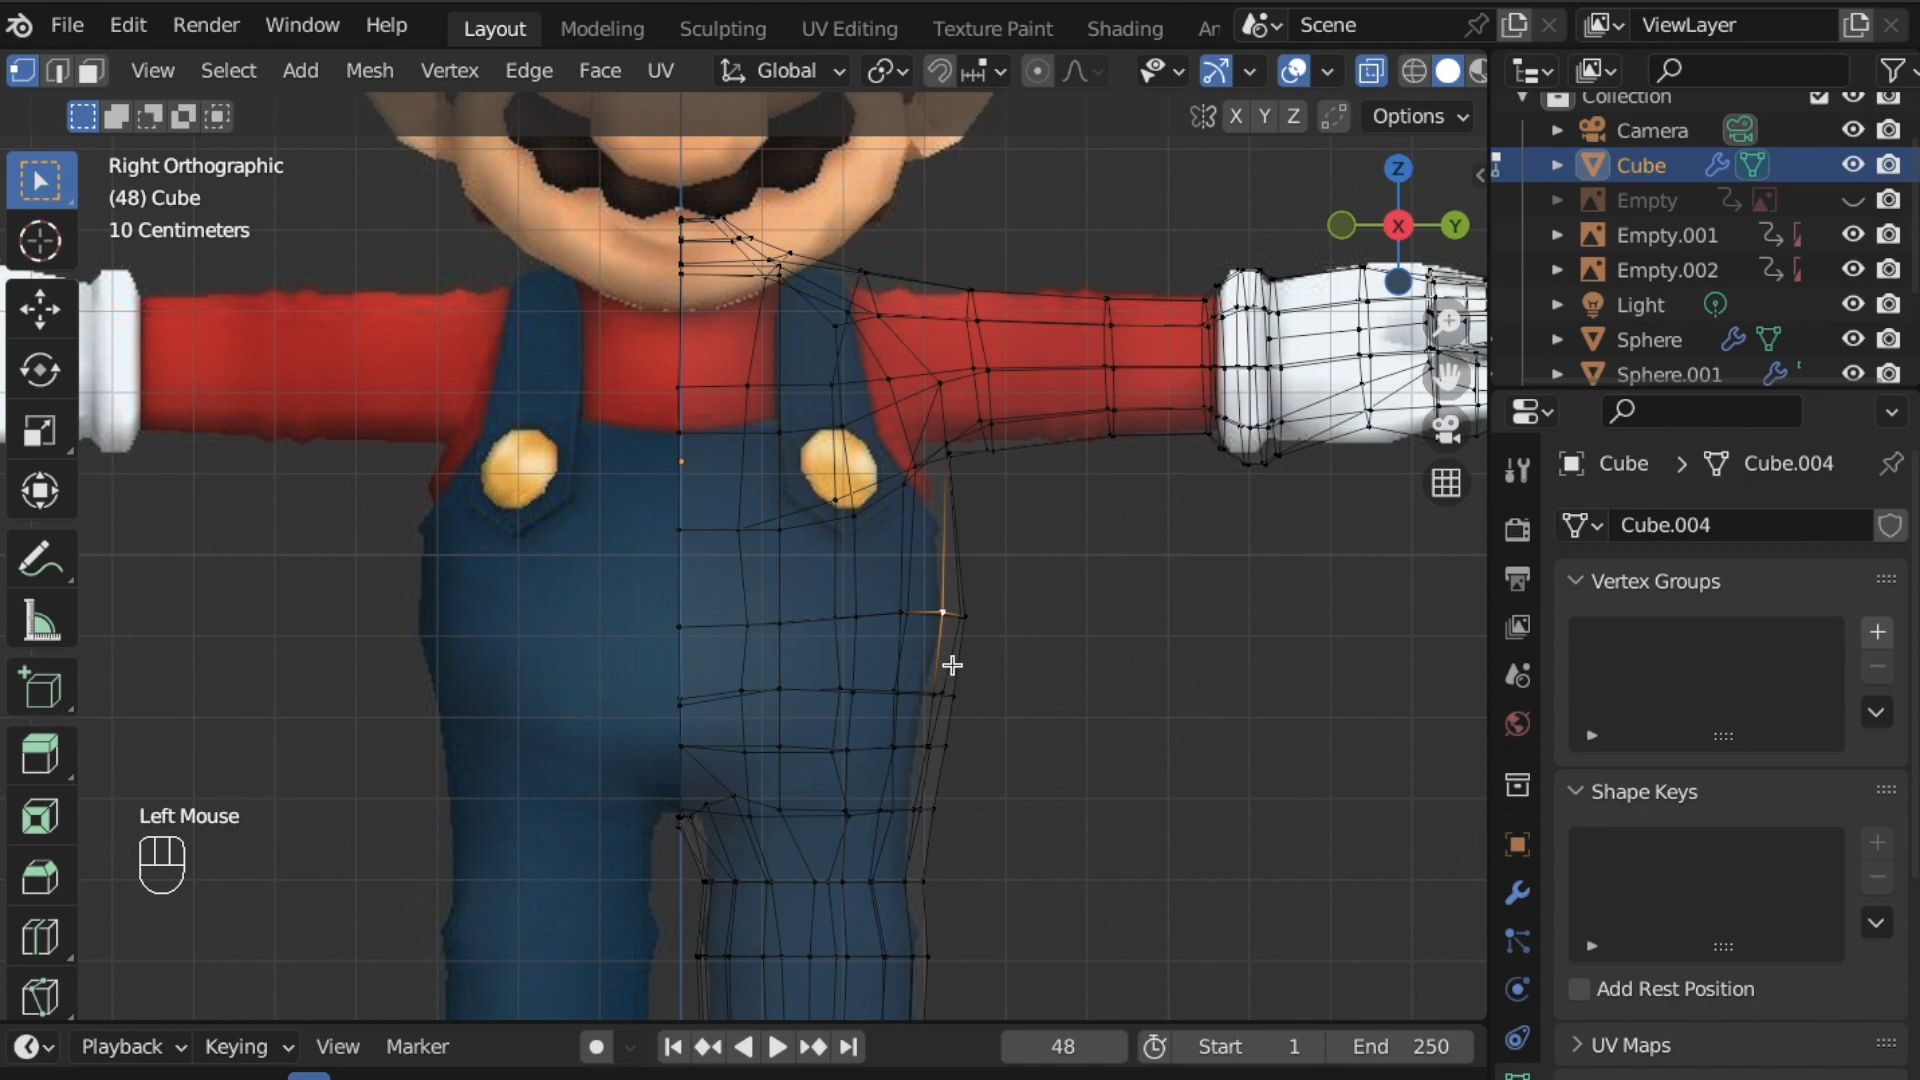 File Edit Render Window Help Layout Modeling Sculpting UV Editing Texture Paint Shading An Scene ViewLayer
View Select Add Mesh Vertex Edge Face UV Global
X Y Z Options
Right Orthographic
(48) Cube
10 Centimeters
Z
X
Y
Collection
Camera
Cube
Empty
Empty.001
Empty.002
Light
Sphere
Sphere.001
Cube > Cube.004
Cube.004
Vertex Groups
Shape Keys
Add Rest Position
UV Maps
Left Mouse
Playback Keying View Marker 48 Start 1 End 250